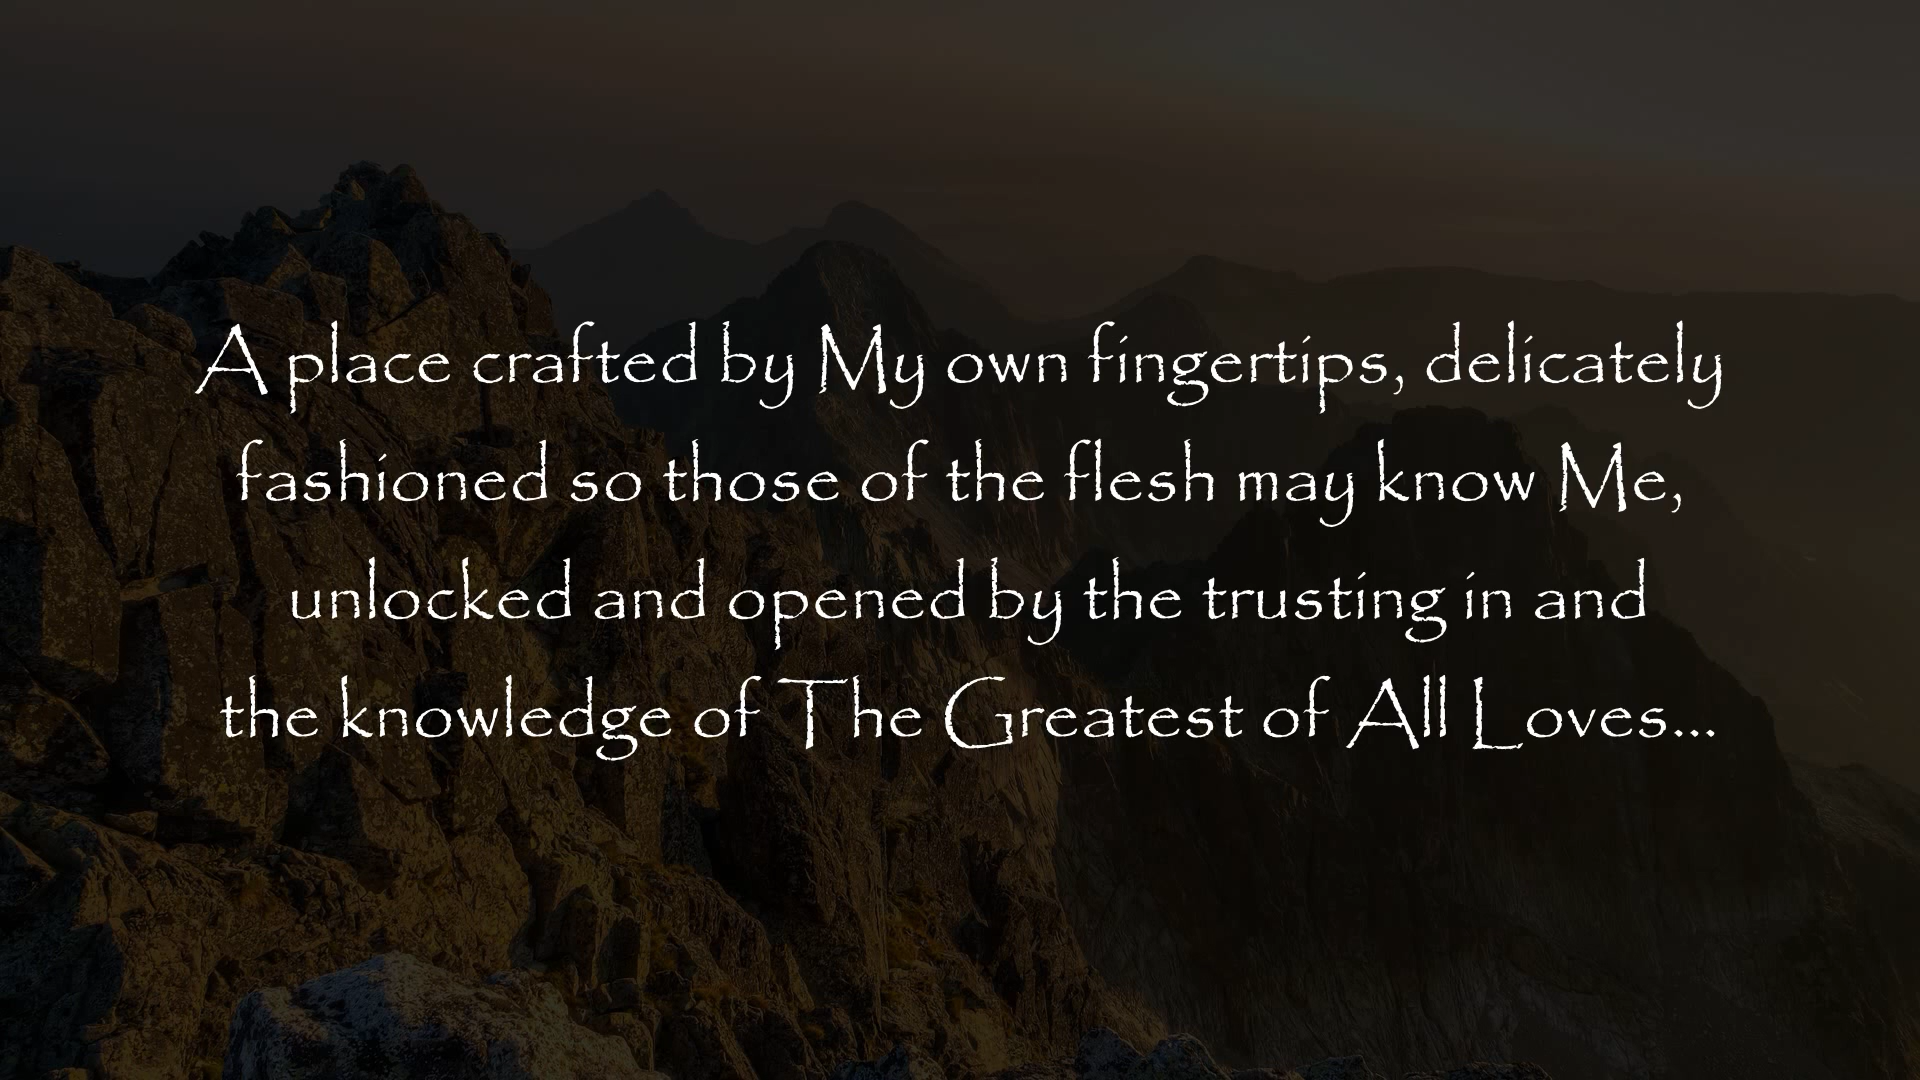 A place crafted by My own fingertips, delicately
fashioned so those of the flesh may know Me,
unlocked and opened by the trusting in and
the knowledge of The Greatest of All Loves...